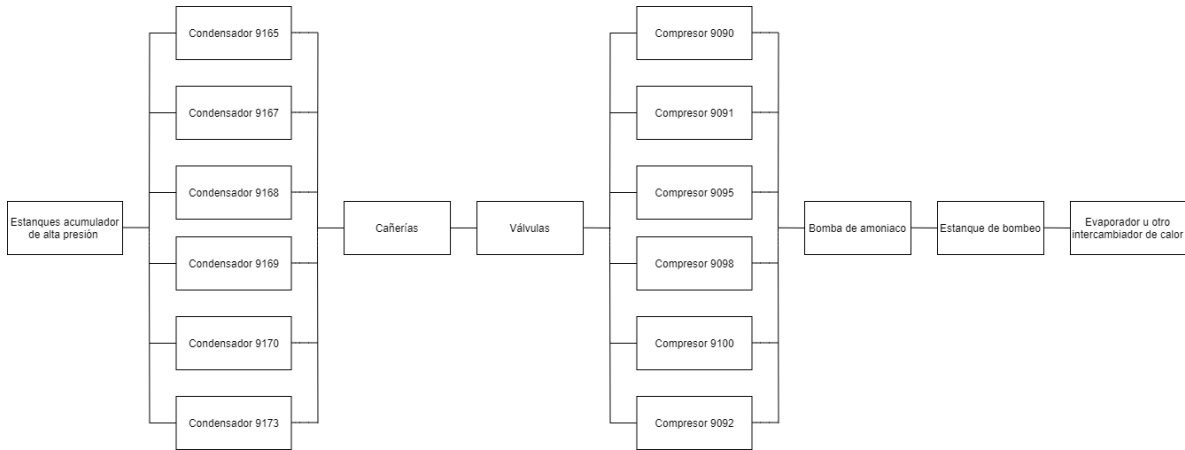 Estanques acumulador
de alta presión
Condensador 9165
Condensador 9167
Condensador 9168
Condensador 9169
Condensador 9170
Condensador 9173
Cañerías
Válvulas
Compresor 9090
Compresor 9091
Compresor 9095
Compresor 9098
Compresor 9100
Compresor 9092
Bomba de amoniaco
Estanque de bombeo
Evaporador u otro
intercambiador de calor